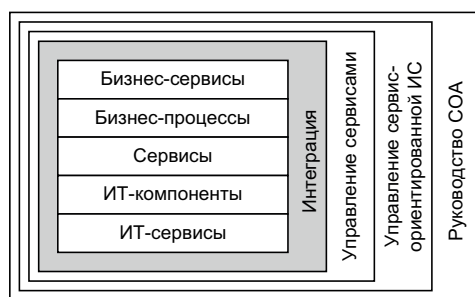 Бизнес-сервисы
Бизнес-процессы
Сервисы
ИТ-компоненты
ИТ-сервисы
Интеграция
Управление сервисами
Управление сервис-
ориентированной ИС
Руководство СОА